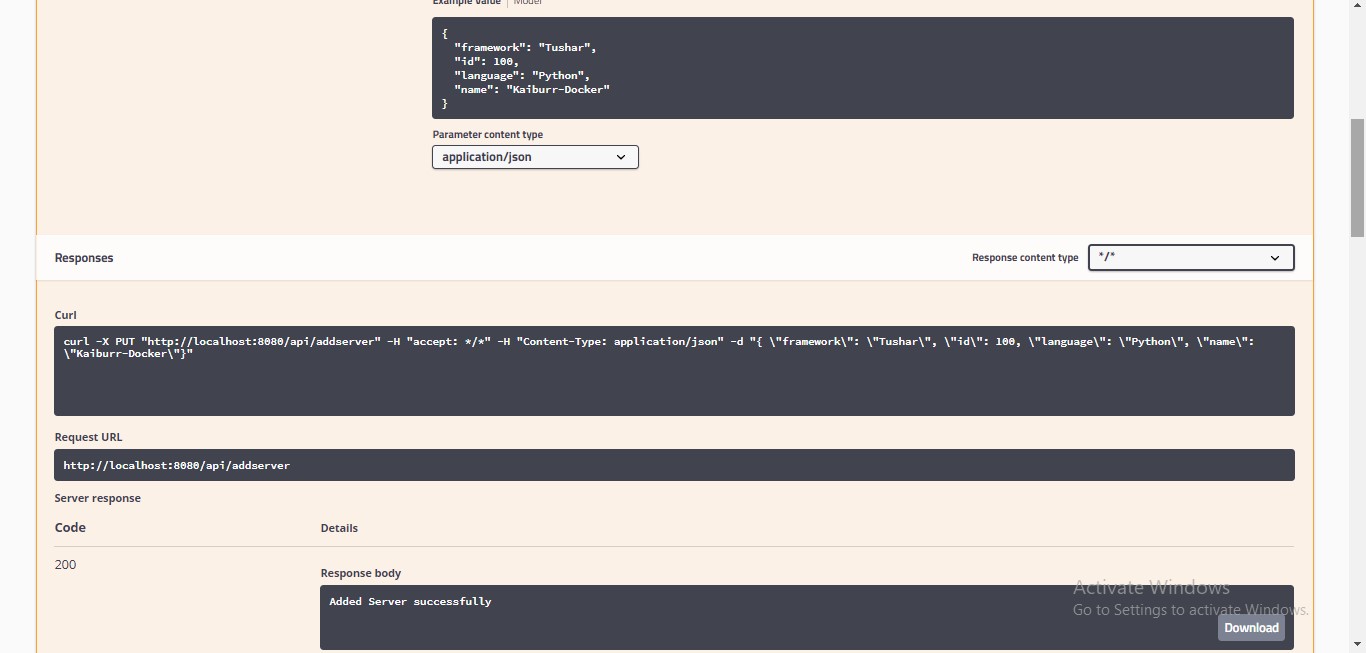 Example Value Model
{
"framework": "Tushar",
"id": 100,
"language": "Python",
"name": "Kaiburr-Docker"
}
Parameter content type
application/json
Responses
Response content type
*/*
Curl
curl -X PUT "http://localhost:8080/api/addserver" -H "accept: */*" -H "Content-Type: application/json" -d "{ \"framework\": \"Tushar\", \"id\": 100, \"language\": \"Python\", \"name\":
\"Kaiburr-Docker\"}"
Request URL
http://localhost:8080/api/addserver
Server response
Code Details
200
Response body
Added Server successfully
Activate Windows
Go to Settings to activate Windows.
Download